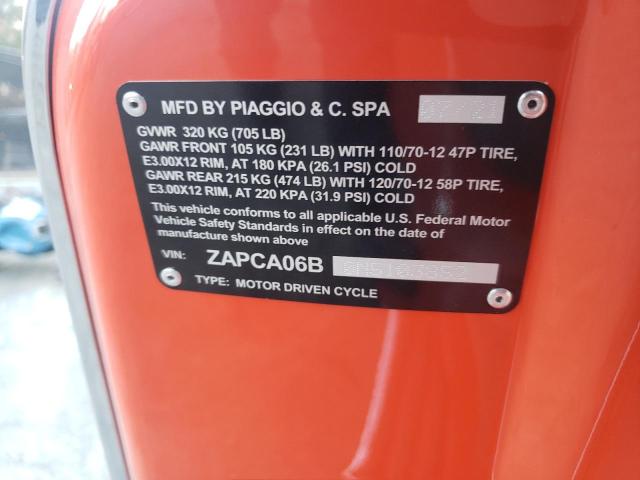 MFD BY PIAGGIO & C. SPA 07/21
GVWR 320 KG (705 LB)
GAWR FRONT 105 KG (231 LB) WITH 110/70-12 47P TIRE,
E3.00X12 RIM, AT 180 KPA (26.1 PSI) COLD
GAWR REAR 215 KG (474 LB) WITH 120/70-12 58P TIRE,
E3.00X12 RIM, AT 220 KPA (31.9 PSI) COLD
This vehicle conforms to all applicable U.S. Federal Motor
Vehicle Safety Standards in effect on the date of
manufacture shown above
VIN: ZAPCA06B
TYPE: MOTOR DRIVEN CYCLE